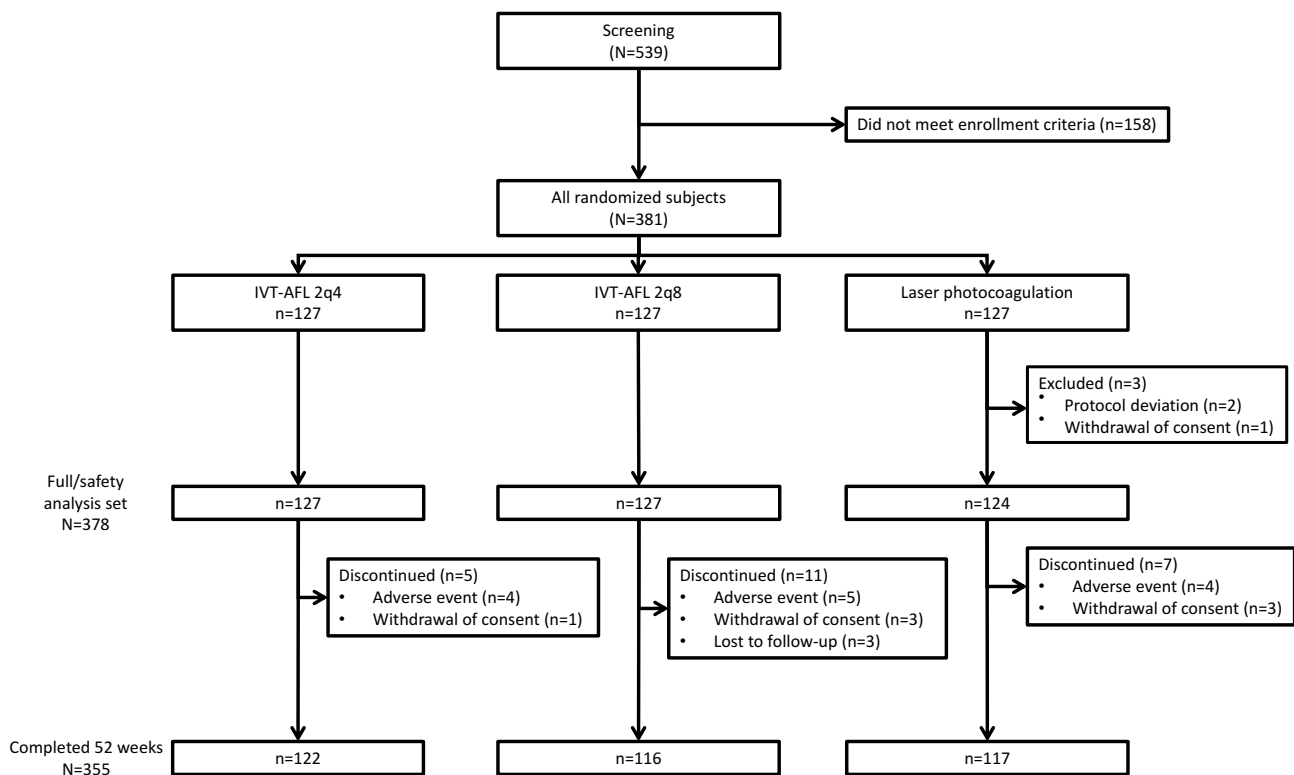 Screening
(N=539)
Did not meet enrollment criteria (n=158)
All randomized subjects
(N=381)
IVT-AFL 2q4
n=127
IVT-AFL 2q8
n=127
Laser photocoagulation
n=127
Excluded (n=3)
• Protocol deviation (n=2)
• Withdrawal of consent (n=1)
Full/safety
analysis set
N=378
n=127
n=127
n=124
Discontinued (n=5)
• Adverse event (n=4)
• Withdrawal of consent (n=1)
Discontinued (n=11)
• Adverse event (n=5)
• Withdrawal of consent (n=3)
• Lost to follow-up (n=3)
Discontinued (n=7)
• Adverse event (n=4)
• Withdrawal of consent (n=3)
Completed 52 weeks
N=355
n=122
n=116
n=117